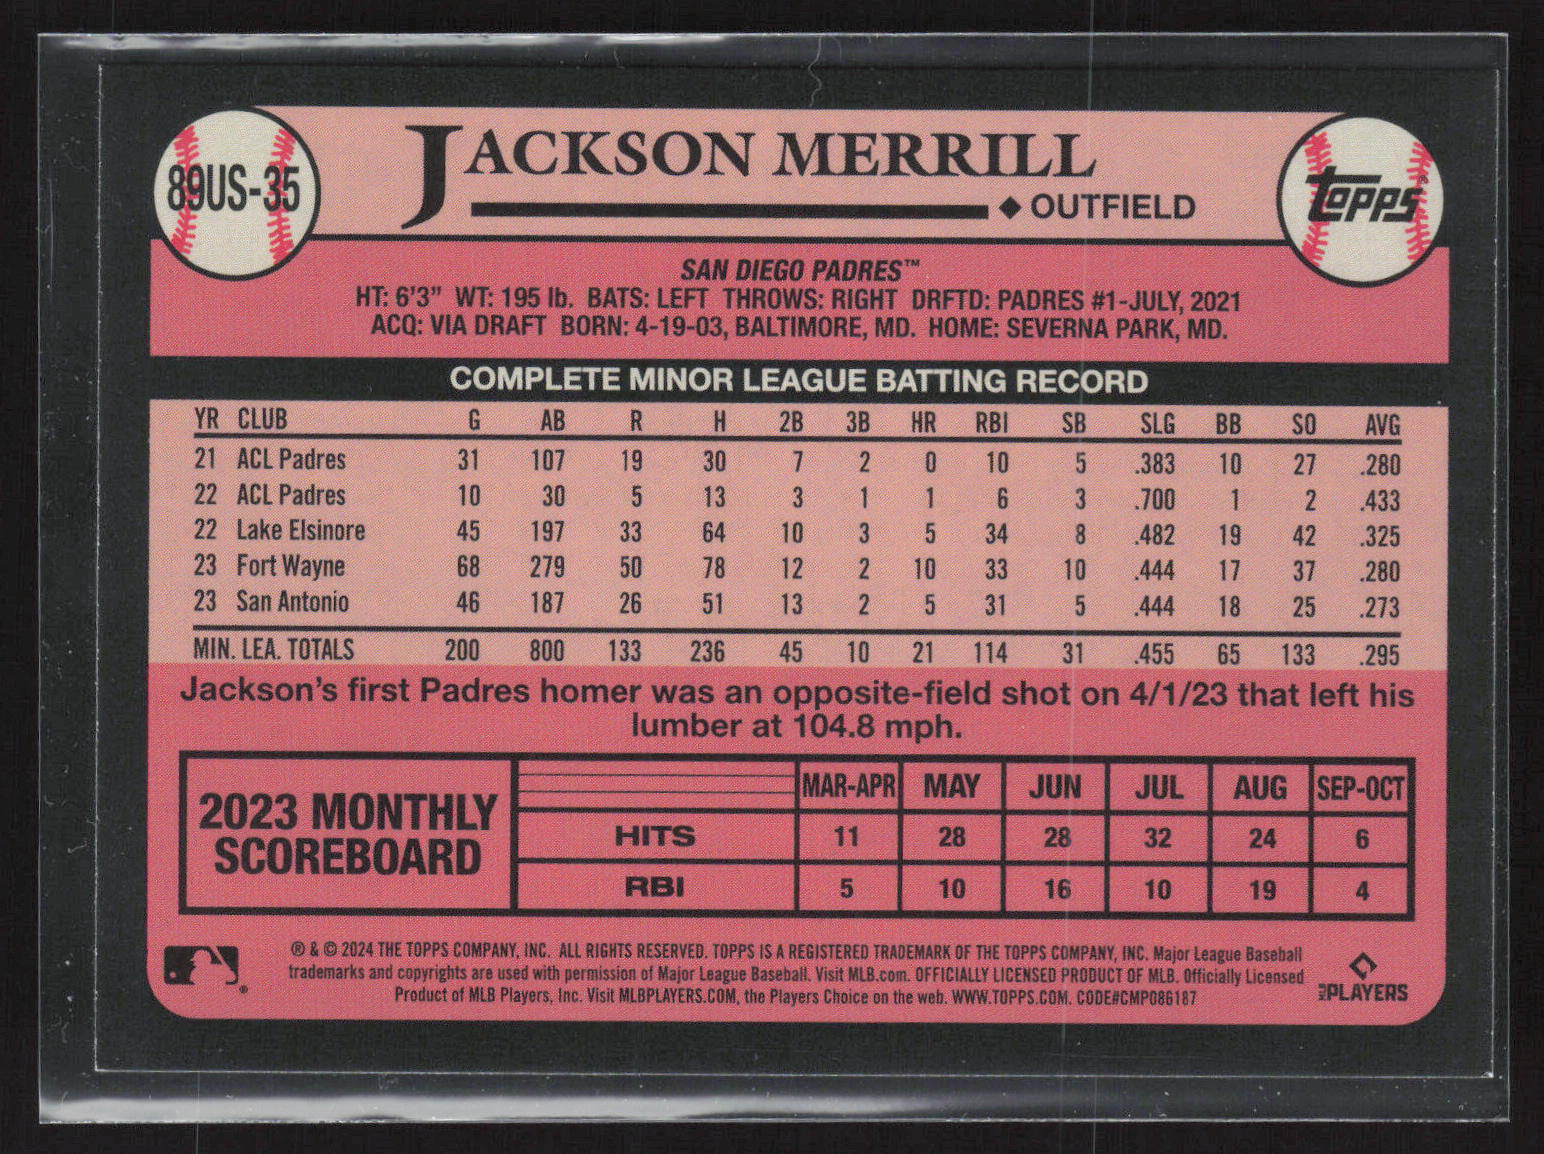 89US-35
JACKSON MERRILL
◆ OUTFIELD
topps®
SAN DIEGO PADRES™
HT: 6'3" WT: 195 lb. BATS: LEFT THROWS: RIGHT DRFTD: PADRES #1-JULY, 2021
ACQ: VIA DRAFT BORN: 4-19-03, BALTIMORE, MD. HOME: SEVERNA PARK, MD.
COMPLETE MINOR LEAGUE BATTING RECORD
YR CLUB G AB R H 2B 3B HR RBI SB SLG BB SO AVG
21 ACL Padres 31 107 19 30 7 2 0 10 5 .383 10 27 .280
22 ACL Padres 10 30 5 13 3 1 1 6 3 .700 1 2 .433
22 Lake Elsinore 45 197 33 64 10 3 5 34 8 .482 19 42 .325
23 Fort Wayne 68 279 50 78 12 2 10 33 10 .444 17 37 .280
23 San Antonio 46 187 26 51 13 2 5 31 5 .444 18 25 .273
MIN. LEA. TOTALS 200 800 133 236 45 10 21 114 31 .455 65 133 .295
Jackson's first Padres homer was an opposite-field shot on 4/1/23 that left his
lumber at 104.8 mph.
2023 MONTHLY
SCOREBOARD
MAR-APR MAY JUN JUL AUG SEP-OCT
HITS 11 28 28 32 24 6
RBI 5 10 16 10 19 4
® & © 2024 THE TOPPS COMPANY, INC. ALL RIGHTS RESERVED. TOPPS IS A REGISTERED TRADEMARK OF THE TOPPS COMPANY, INC. Major League Baseball
trademarks and copyrights are used with permission of Major League Baseball. Visit MLB.com. OFFICIALLY LICENSED PRODUCT OF MLB. Officially Licensed
Product of MLB Players, Inc. Visit MLBPLAYERS.COM, the Players Choice on the web. WWW.TOPPS.COM. CODE#CMP086187
®
MLB PLAYERS